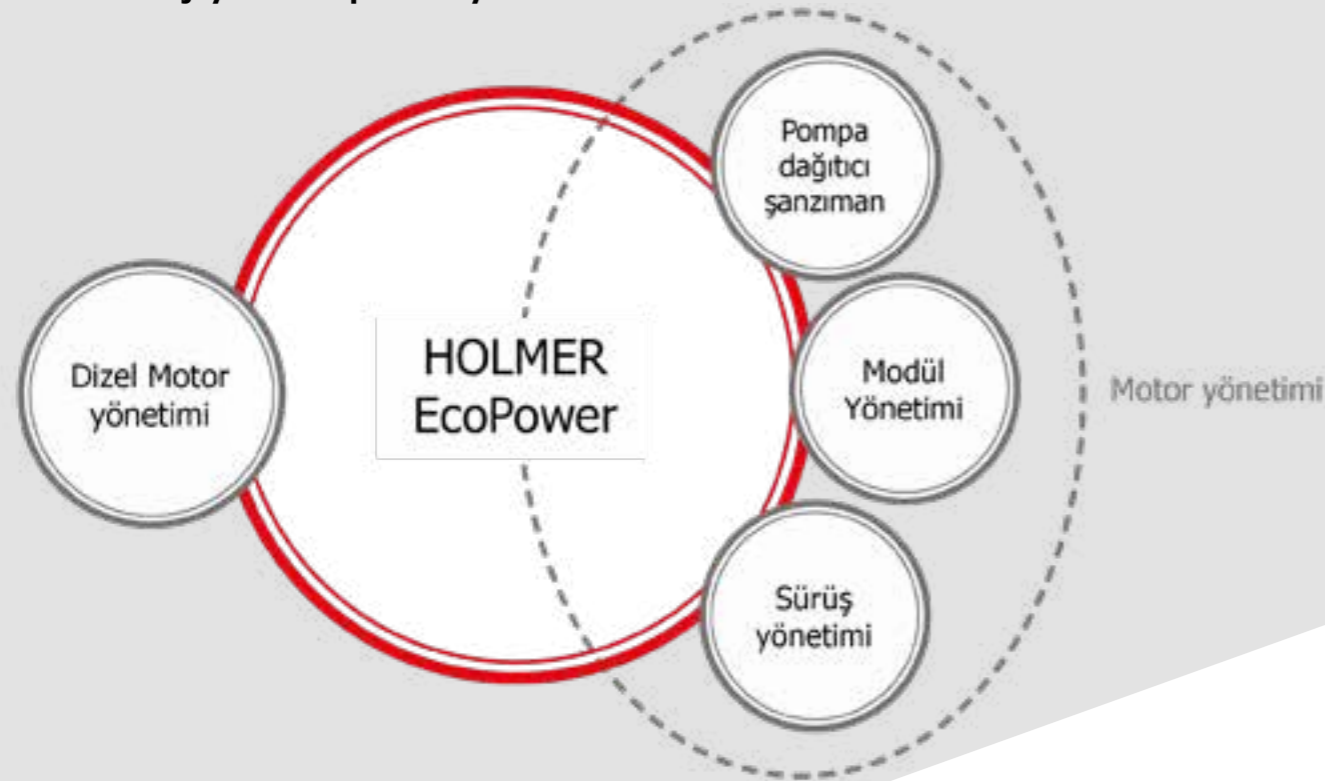 Pompa
dağıtıcı
şanzıman
Dizel Motor
yönetimi
HOLMER
EcoPower
Modül
Yönetimi
Motor yönetimi
Sürüş
yönetimi